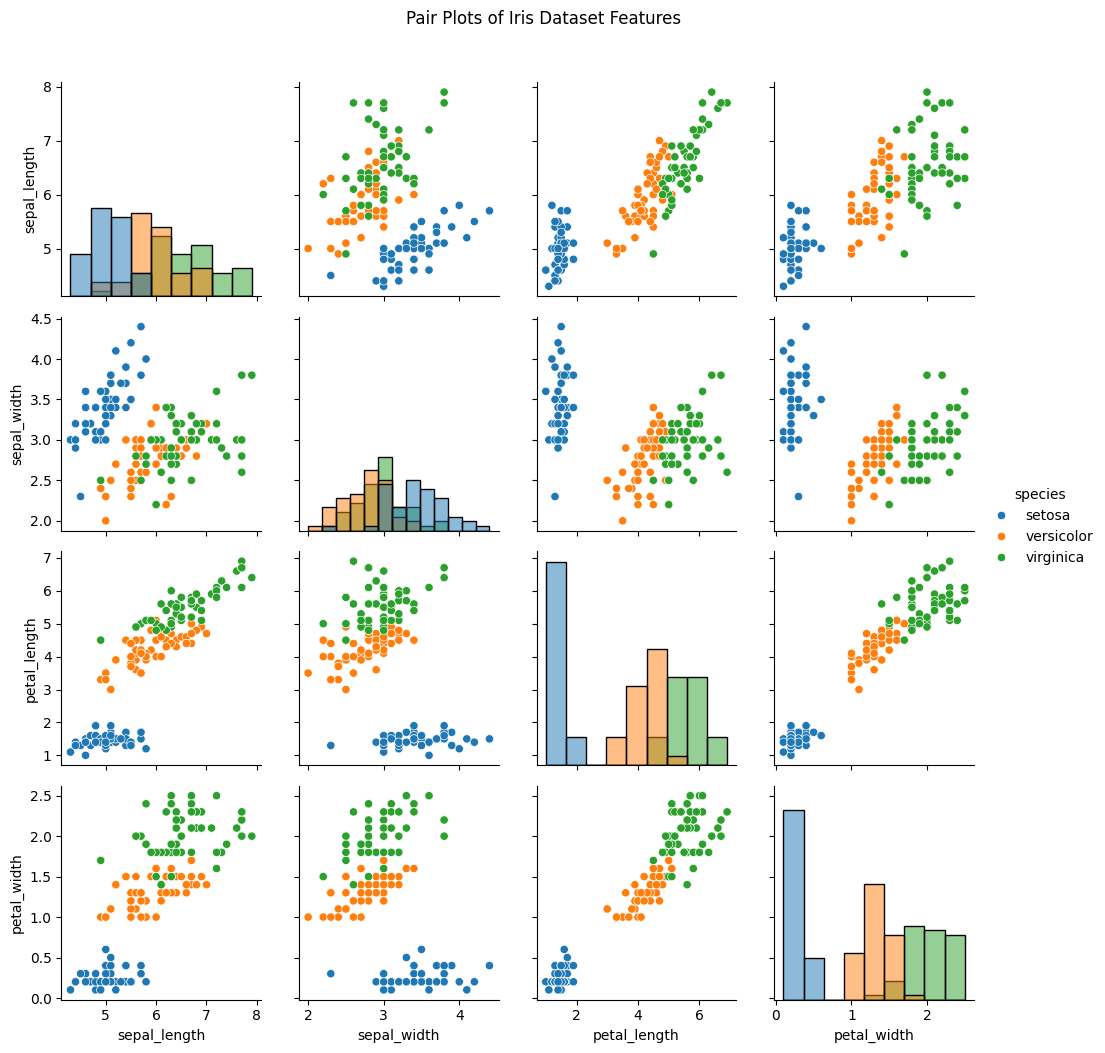 Pair Plots of Iris Dataset Features
8
7
6
5
sepal_length
4.5
4.0
3.5
3.0
2.5
2.0
sepal_width
species
setosa
versicolor
virginica
7
6
5
4
3
2
1
petal_length
2.5
2.0
1.5
1.0
0.5
0.0
petal_width
5 6 7 8
2 3 4
2 4 6
0 1 2
sepal_length
sepal_width
petal_length
petal_width